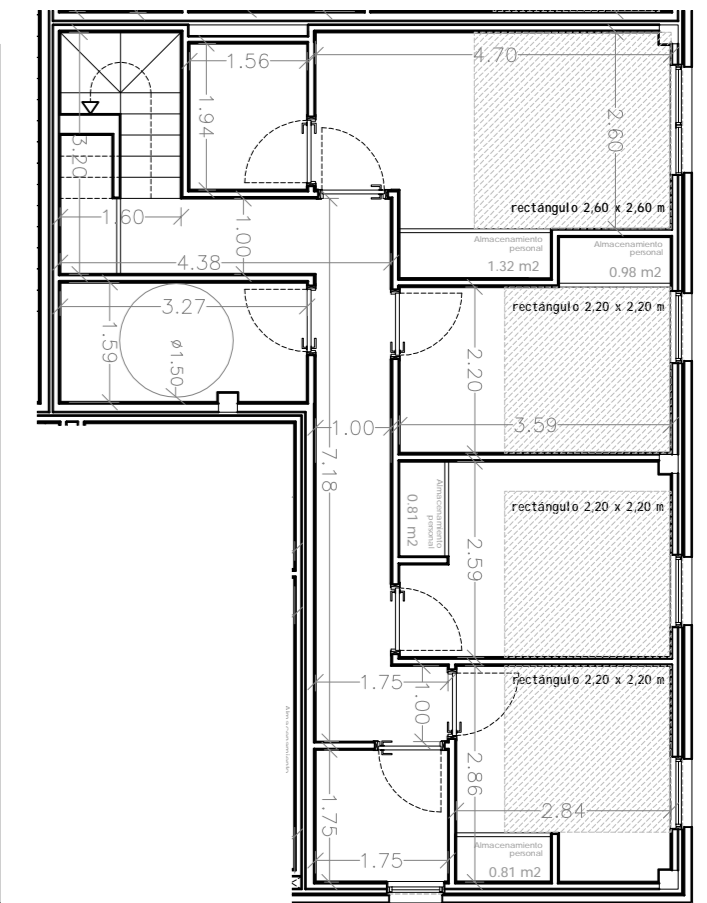 1.56
4.70
1.94
2.60
3.20
rectángulo 2,60 x 2,60 m
1.60
1.00
Almacenamiento
personal
1.32 m2
Almacenamiento
personal
0.98 m2
4.38
3.27
rectángulo 2,20 x 2,20 m
1.59
ø1.50
2.20
1.00
3.59
7.18
Almacenamiento
personal
0.81 m2
rectángulo 2,20 x 2,20 m
2.59
1.75
1.00
rectángulo 2,20 x 2,20 m
Almacenamiento
2.86
2.84
1.75
1.75
Almacenamiento
personal
0.81 m2